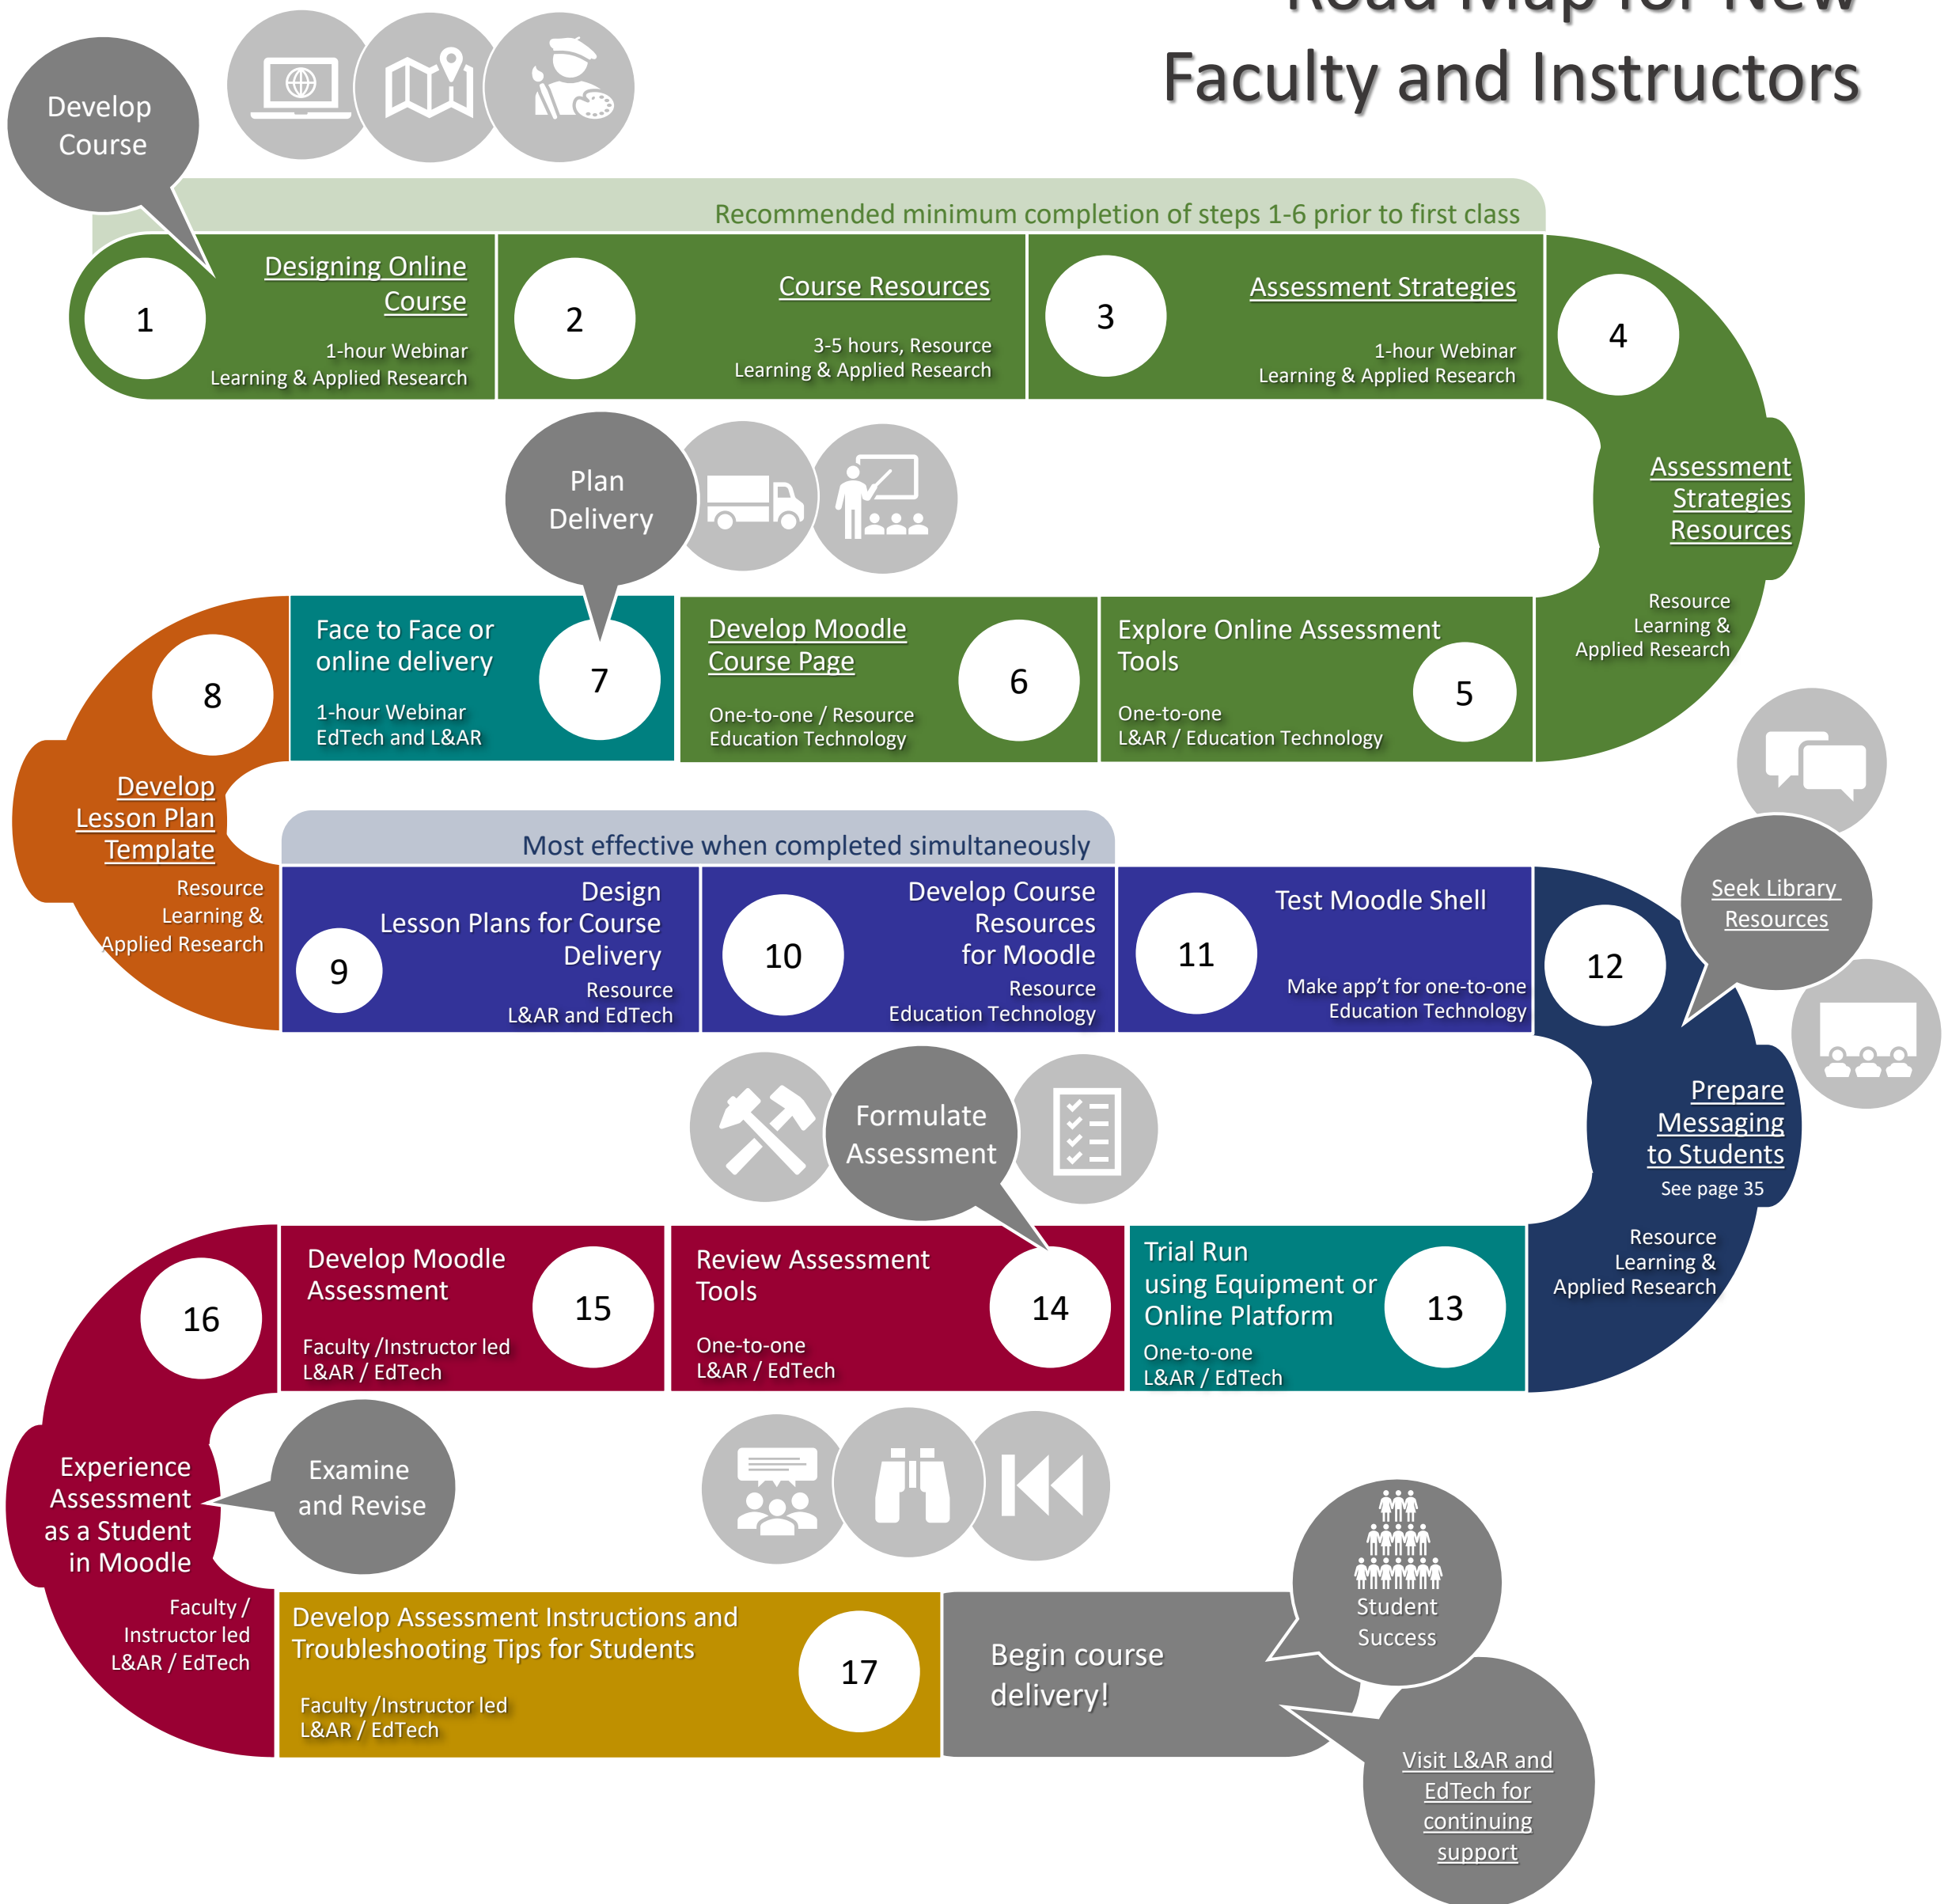 Road Map for New
Faculty and Instructors
Develop
Course
Recommended minimum completion of steps 1-6 prior to first class
1
Designing Online
Course
1-hour Webinar
Learning & Applied Research
2
Course Resources
3-5 hours, Resource
Learning & Applied Research
3
Assessment Strategies
1-hour Webinar
Learning & Applied Research
4
Assessment
Strategies
Resources
Resource
Learning &
Applied Research
Explore Online Assessment
Tools
5
One-to-one
L&AR / Education Technology
Develop Moodle
Course Page
6
One-to-one / Resource
Education Technology
Plan
Delivery
Face to Face or
online delivery
7
1-hour Webinar
EdTech and L&AR
8
Develop
Lesson Plan
Template
Resource
Learning &
Applied Research
Most effective when completed simultaneously
9
Design
Lesson Plans for Course
Delivery
Resource
L&AR and EdTech
10
Develop Course
Resources
for Moodle
Resource
Education Technology
11
Test Moodle Shell
Make app't for one-to-one
Education Technology
12
Seek Library
Resources
Prepare
Messaging
to Students
See page 35
Resource
Learning &
Applied Research
Trial Run
using Equipment or
Online Platform
13
One-to-one
L&AR / EdTech
Formulate
Assessment
Review Assessment
Tools
14
One-to-one
L&AR / EdTech
Develop Moodle
Assessment
15
Faculty /Instructor led
L&AR / EdTech
16
Experience
Assessment
as a Student
in Moodle
Faculty /
Instructor led
L&AR / EdTech
Examine
and Revise
Develop Assessment Instructions and
Troubleshooting Tips for Students
17
Faculty /Instructor led
L&AR / EdTech
Begin course
delivery!
Student
Success
Visit L&AR and
EdTech for
continuing
support